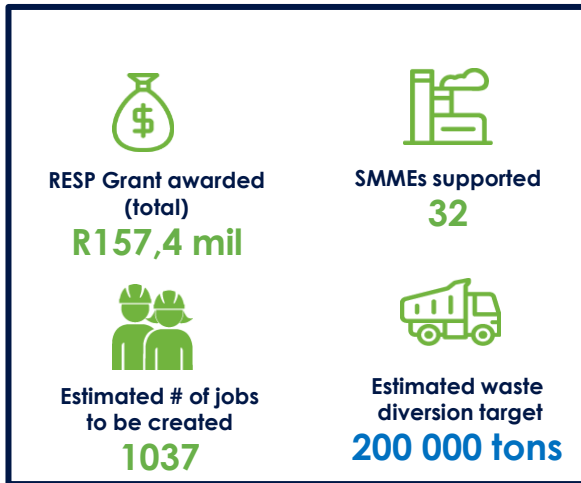 $
RESP Grant awarded
(total)
R157,4 mil
SMMEs supported
32
Estimated # of jobs
to be created
1037
Estimated waste
diversion target
200 000 tons